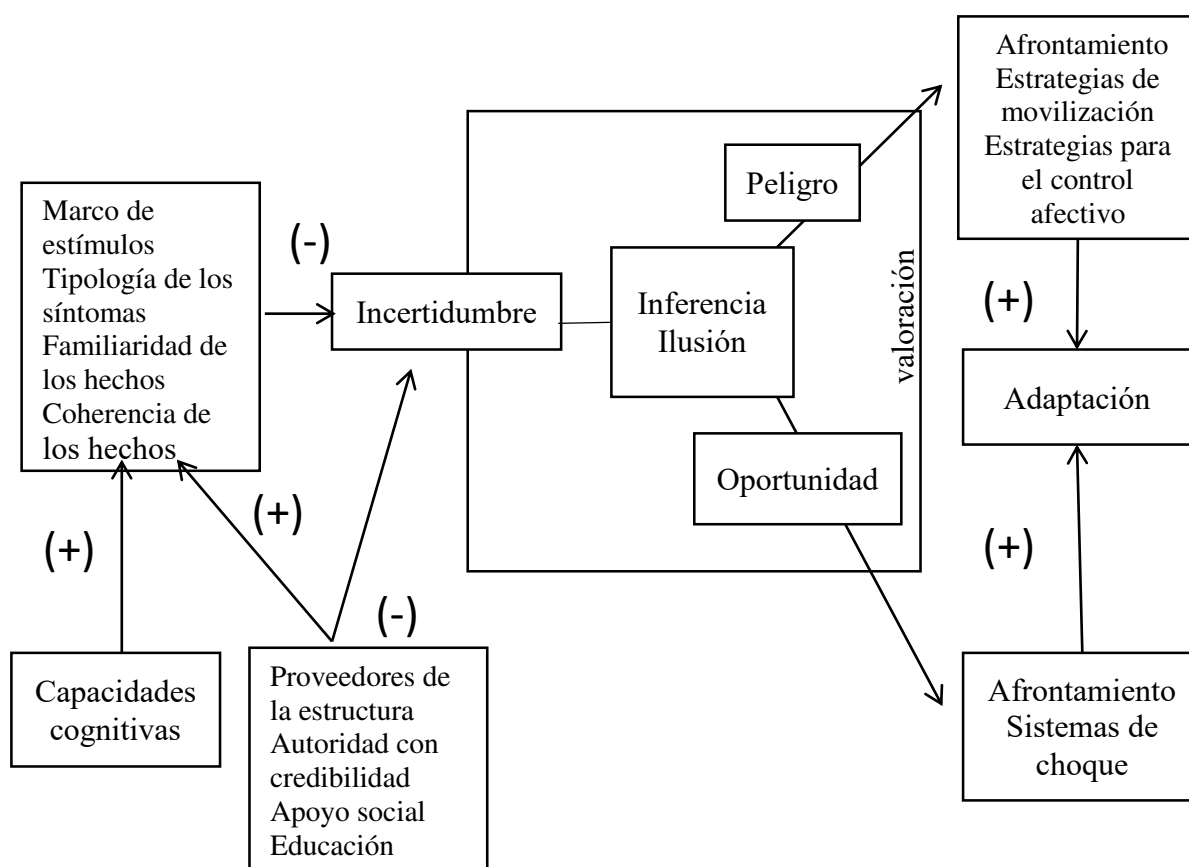 Marco de
estímulos
Tipología de los
síntomas
Familiaridad de
los hechos
Coherencia de
los hechos
(-)
(+)
(+)
Capacidades
cognitivas
(-)
Proveedores de
la estructura
Autoridad con
credibilidad
Apoyo social
Educación
Incertidumbre
Inferencia
Ilusión
Peligro
Oportunidad
valoración
Afrontamiento
Estrategias de
movilización
Estrategias para
el control
afectivo
(+)
Adaptación
(+)
Afrontamiento
Sistemas de
choque